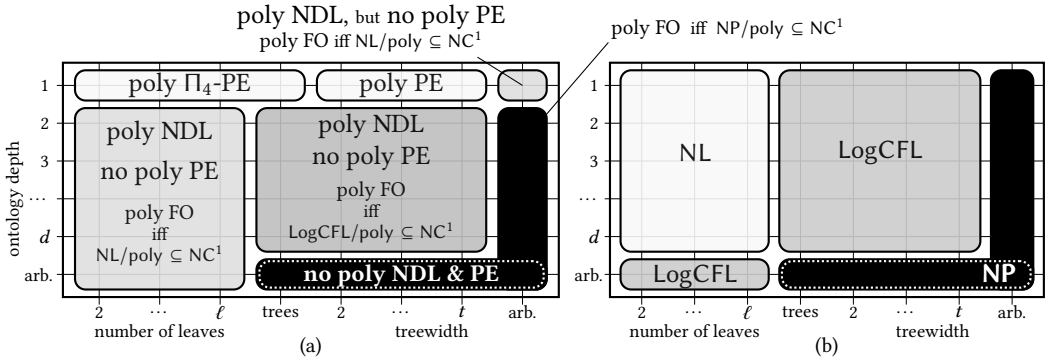 poly NDL, but no poly PE
poly FO iff NL/poly ⊆ NC¹
poly FO iff NP/poly ⊆ NC¹
ontology depth
1
2
3
...
d
arb.
poly Π₄-PE
poly PE
poly NDL
no poly PE
poly FO
iff
NL/poly ⊆ NC¹
poly NDL
no poly PE
poly FO
iff
LogCFL/poly ⊆ NC¹
no poly NDL & PE
2 ... ℓ trees 2 ... t arb.
number of leaves treewidth
(a)
1
2
3
...
d
arb.
NL
LogCFL
LogCFL
NP
2 ... ℓ trees 2 ... t arb.
number of leaves treewidth
(b)